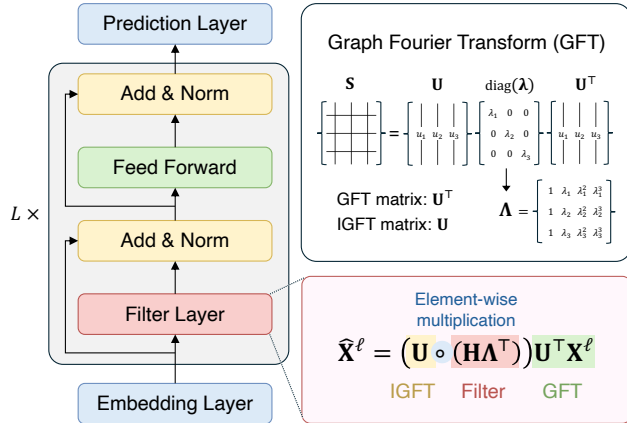 Prediction Layer
Add & Norm
Feed Forward
L ×
Add & Norm
Filter Layer
Embedding Layer
Graph Fourier Transform (GFT)
S U diag(λ) U⊤
= u₁ u₂ u₃ λ₁ 0 0 u₁ u₂ u₃
0 λ₂ 0
0 0 λ₃
GFT matrix: U⊤
IGFT matrix: U
Λ = 1 λ₁ λ₁² λ₁³
1 λ₂ λ₂² λ₂³
1 λ₃ λ₃² λ₃³
Element-wise
multiplication
X̂^ℓ = (U ∘ (HΛ⊤))U⊤X^ℓ
IGFT Filter GFT